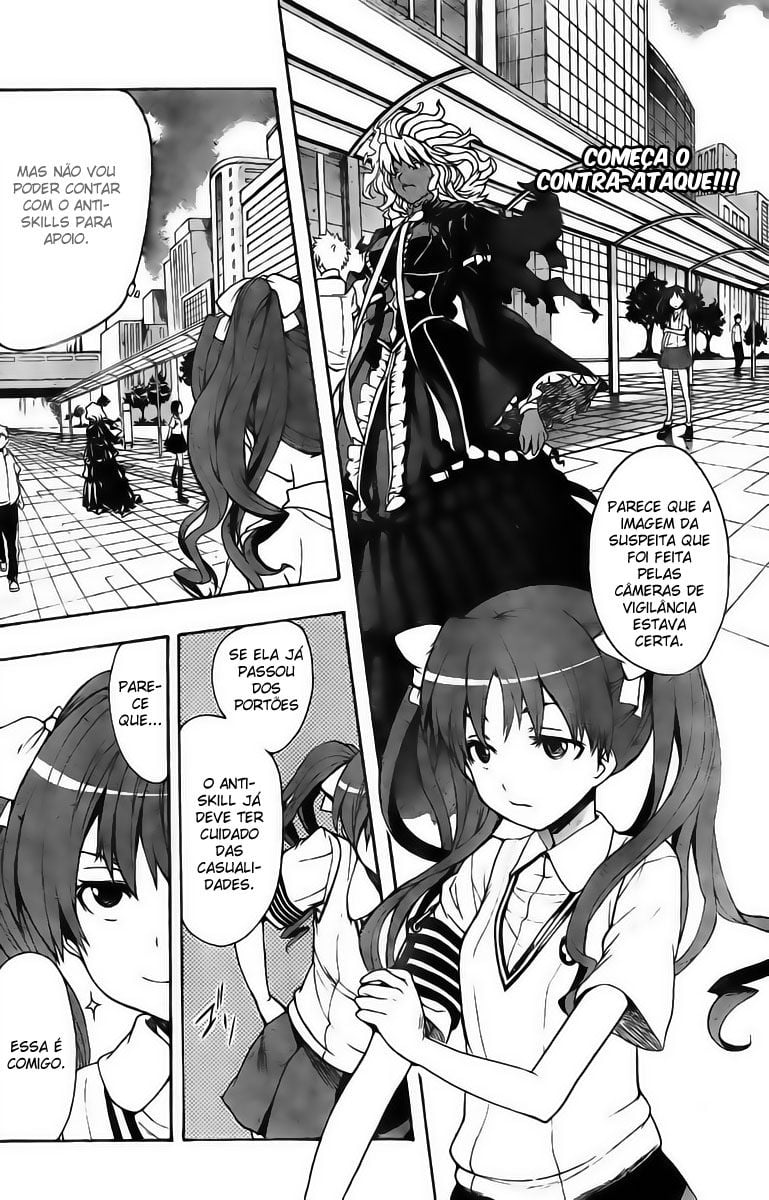 COMEÇA O
CONTRA-ATAQUE!!!
PARECE QUE A
IMAGEM DA
SUSPEITA QUE
FOI FEITA
PELAS
CÂMERAS DE
VIGILÂNCIA
ESTAVA
CERTA.
MAS NÃO VOU
PODER CONTAR
COM O ANTI-
SKILLS PARA
APOIO.
SE ELA JÁ
PASSOU
DOS
PORTÕES
O ANTI-
SKILL JÁ
DEVE TER
CUIDADO
DAS
CASUALI-
DADES.
PARE-
CE
QUE...
ESSA É
COMIGO.